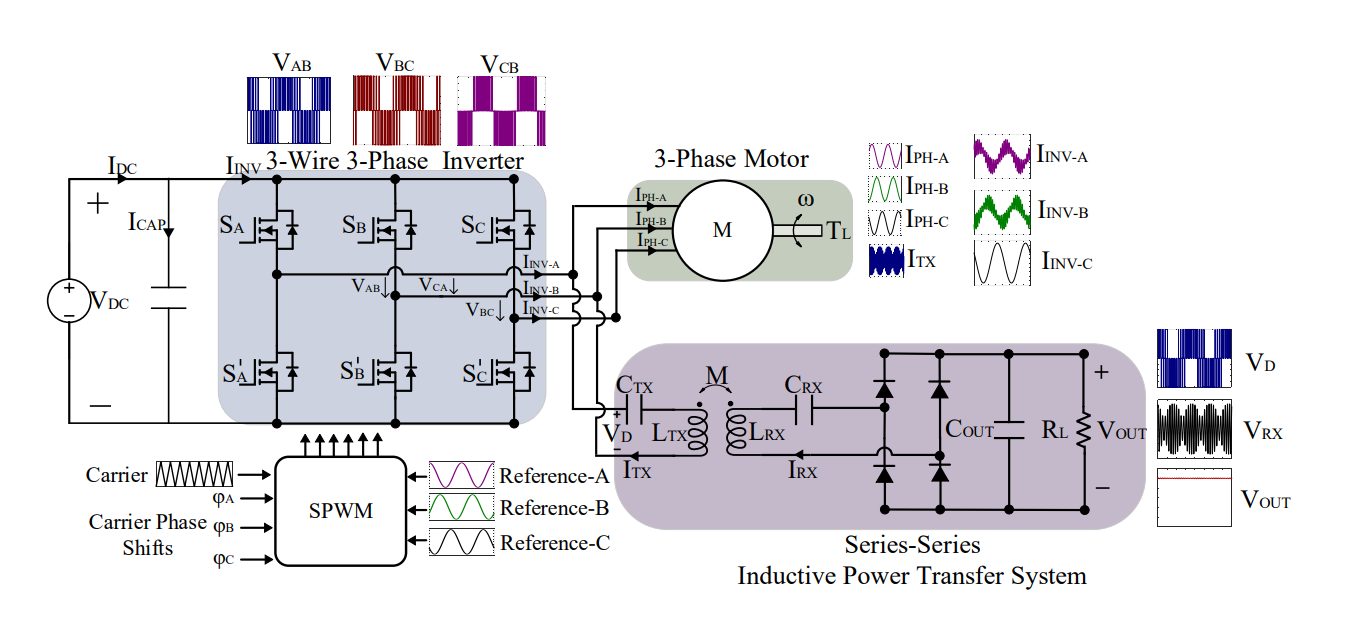 VAB VBC VCB
3-Wire 3-Phase Inverter
IDC IINV
+
ICAP
VDC
+
−
—
SA SB SC
S'A S'B S'C
VAB↓ VCA↓
VBC↓
IINV-A
IINV-B
IINV-C
3-Phase Motor
IPH-A
IPH-B
IPH-C
M
ω
TL
IPH-A
IPH-B
IPH-C
ITX
IINV-A
IINV-B
IINV-C
CTX M CRX
+
VD
−
LTX LRX
ITX IRX
COUT RL VOUT
+
−
VD
VRX
VOUT
Series-Series
Inductive Power Transfer System
Carrier
φA
Carrier Phase
Shifts
φB
φC
SPWM
Reference-A
Reference-B
Reference-C